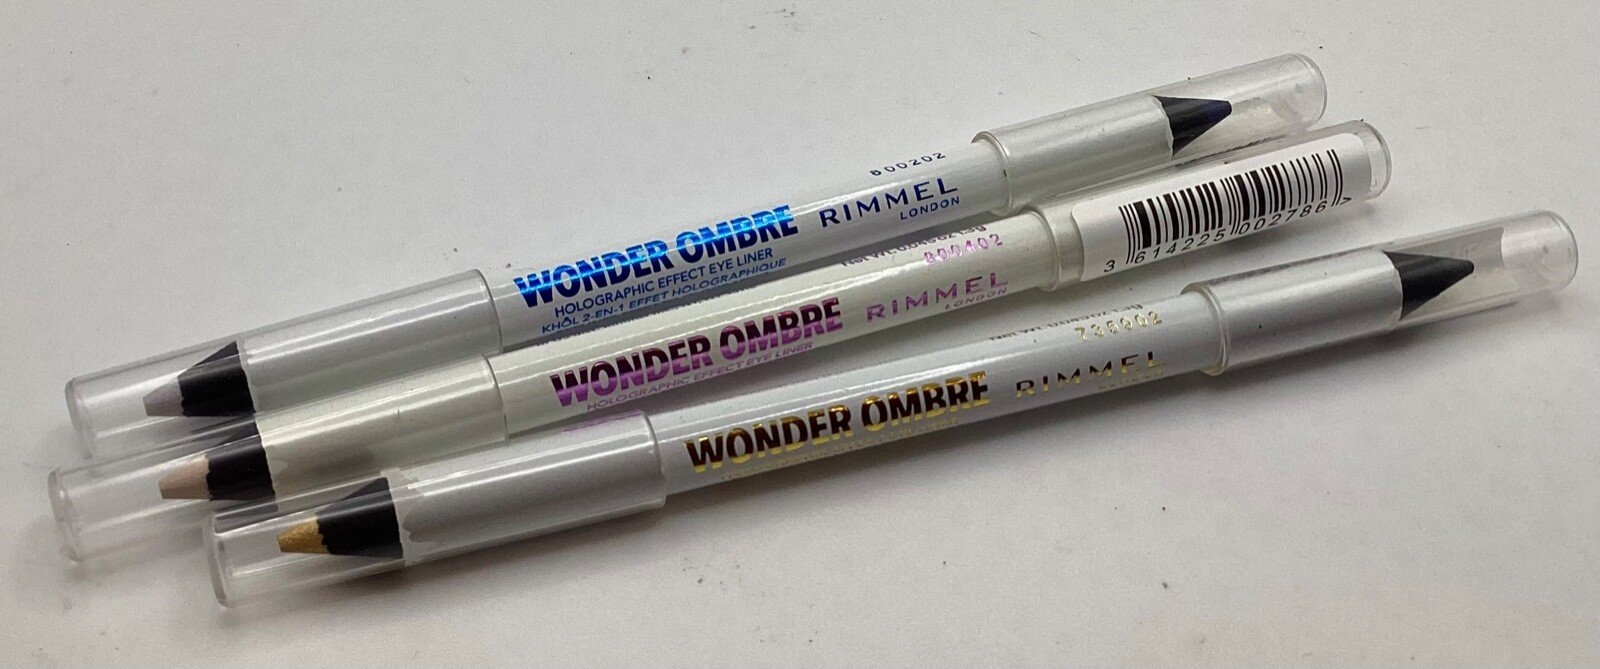 WONDER OMBRE
HOLOGRAPHIC EFFECT EYE LINER
KHÔL 2-EN-1 EFFET HOLOGRAPHIQUE
RIMMEL
LONDON
800202
WONDER OMBRE
HOLOGRAPHIC EFFECT EYE LINER
RIMMEL
LONDON
800402
3 614225 002786 >
WONDER OMBRE
RIMMEL
735902